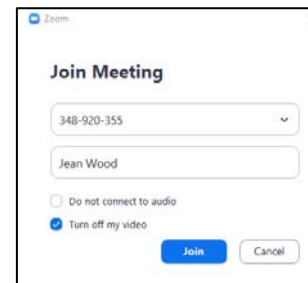 Zoom
Join Meeting
348-920-355
Jean Wood
Do not connect to audio
Turn off my video
Join Cancel